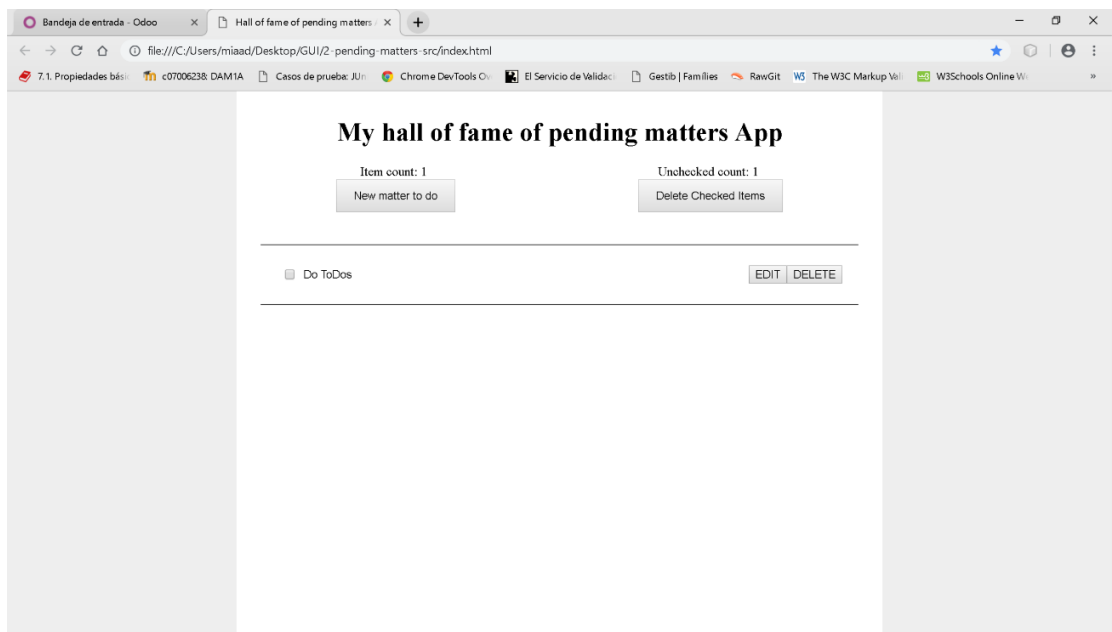 Bandeja de entrada - Odoo
Hall of fame of pending matters
file:///C:/Users/miaad/Desktop/GUI/2-pending-matters-src/index.html
7.1. Propiedades bási
c07006238: DAM1A
Casos de prueba: JUn
Chrome DevTools Ov
El Servicio de Validaci
Gestib | Famílies
RawGit
The W3C Markup Vali
W3Schools Online W
»
My hall of fame of pending matters App
Item count: 1
Unchecked count: 1
New matter to do
Delete Checked Items
Do ToDos
EDIT DELETE